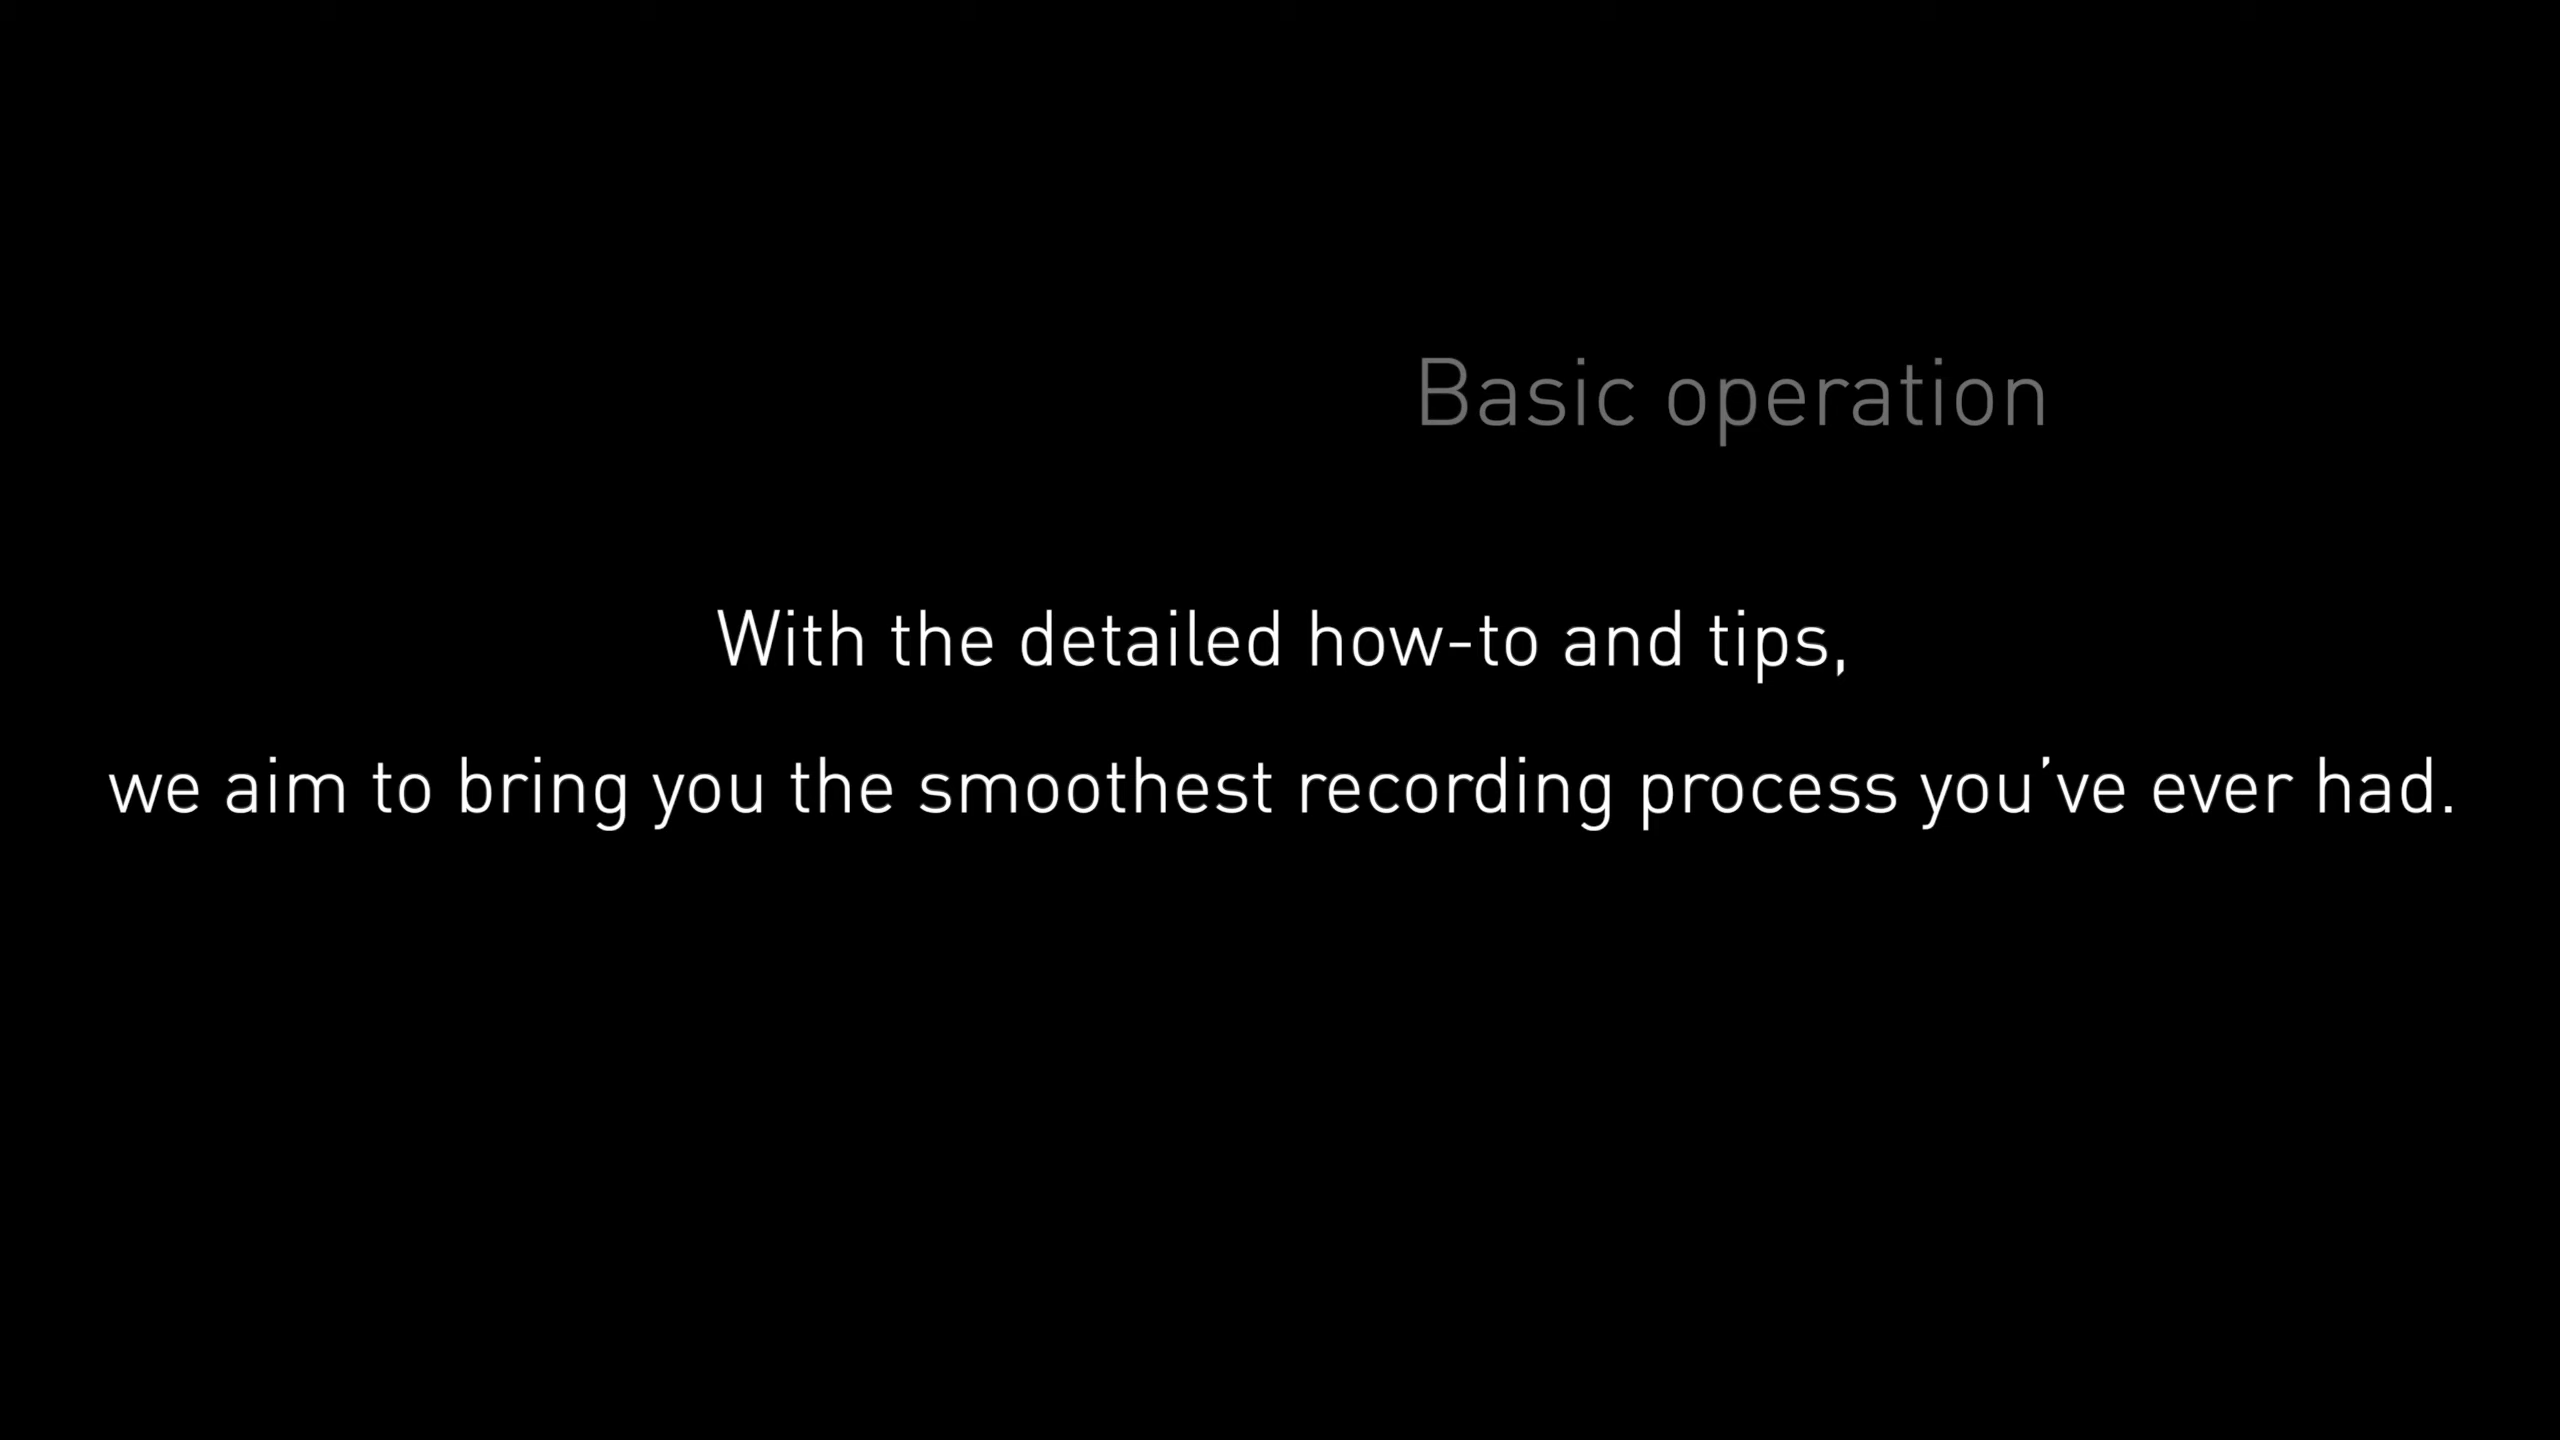 Basic operation
With the detailed how-to and tips,
we aim to bring you the smoothest recording process you’ve ever had.